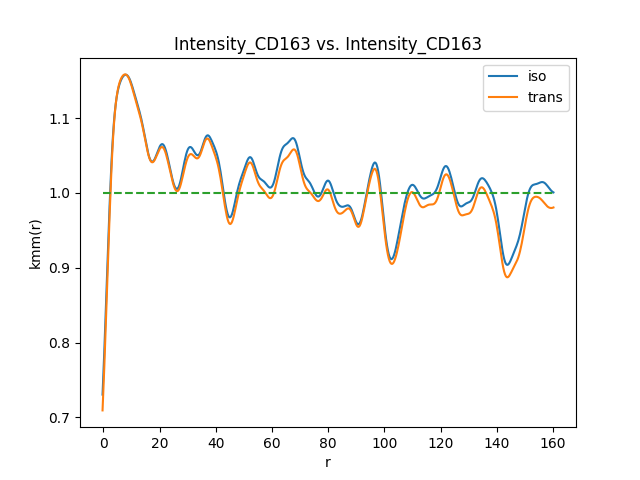 Intensity_CD163 vs. Intensity_CD163
iso
trans
1.1
1.0
0.9
0.8
0.7
kmm(r)
0 20 40 60 80 100 120 140 160
r